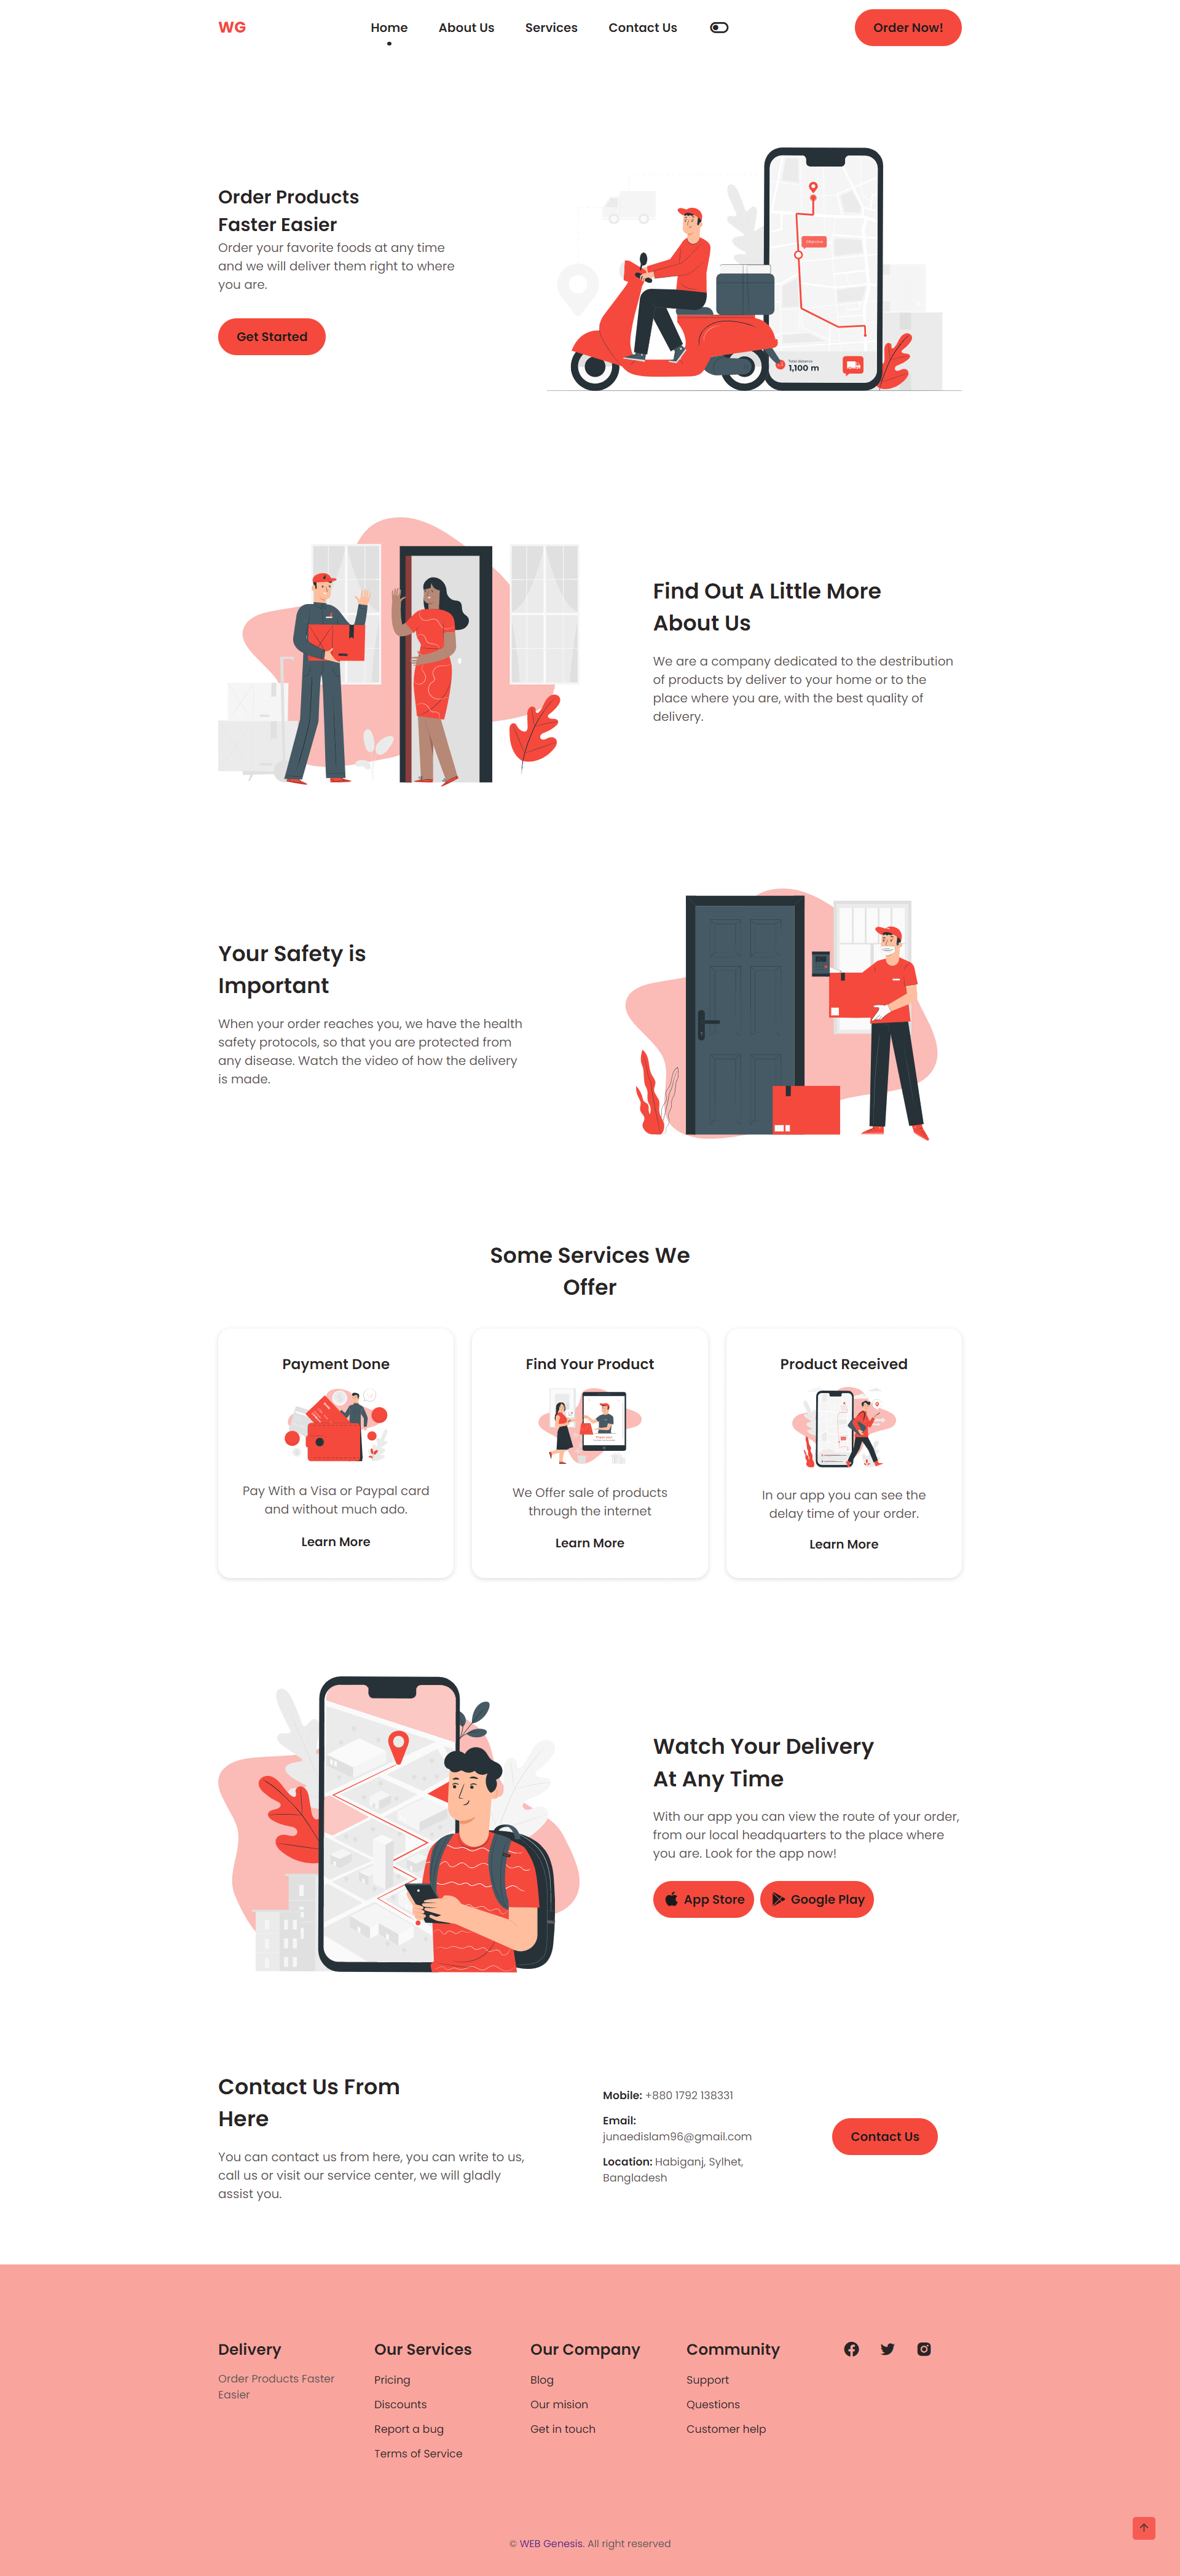 WG
Home
About Us
Services
Contact Us
Order Now!
Order Products
Faster Easier
Order your favorite foods at any time
and we will deliver them right to where
you are.
Get Started
Total distance
1,100 m
Find Out A Little More
About Us
We are a company dedicated to the destribution
of products by deliver to your home or to the
place where you are, with the best quality of
delivery.
Your Safety is
Important
When your order reaches you, we have the health
safety protocols, so that you are protected from
any disease. Watch the video of how the delivery
is made.
Some Services We
Offer
Payment Done
Pay With a Visa or Paypal card
and without much ado.
Learn More
Find Your Product
We Offer sale of products
through the internet
Learn More
Product Received
In our app you can see the
delay time of your order.
Learn More
Watch Your Delivery
At Any Time
With our app you can view the route of your order,
from our local headquarters to the place where
you are. Look for the app now!
App Store
Google Play
Contact Us From
Here
You can contact us from here, you can write to us,
call us or visit our service center, we will gladly
assist you.
Mobile: +880 1792 138331
Email:
junaedislam96@gmail.com
Location: Habiganj, Sylhet,
Bangladesh
Contact Us
Delivery
Order Products Faster
Easier
Our Services
Pricing
Discounts
Report a bug
Terms of Service
Our Company
Blog
Our mision
Get in touch
Community
Support
Questions
Customer help
© WEB Genesis. All right reserved